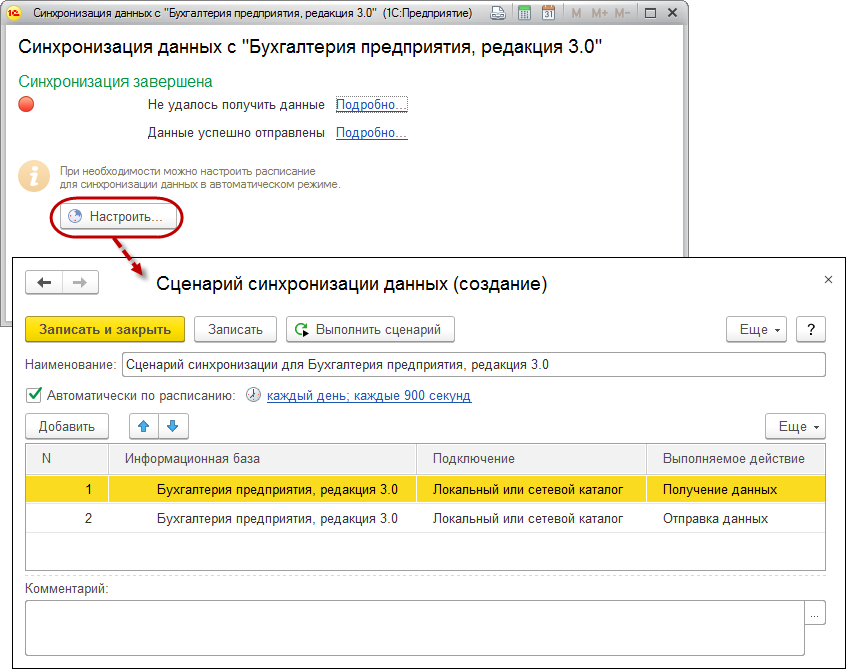 Синхронизация данных с "Бухгалтерия предприятия, редакция 3.0" (1С:Предприятие)
31 M M+ M-
Синхронизация данных с "Бухгалтерия предприятия, редакция 3.0"
Синхронизация завершена
Не удалось получить данные Подробно...
Данные успешно отправлены Подробно...
При необходимости можно настроить расписание
для синхронизации данных в автоматическом режиме.
Настроить...
Сценарий синхронизации данных (создание)
Записать и закрыть Записать Выполнить сценарий Еще ?
Наименование: Сценарий синхронизации для Бухгалтерия предприятия, редакция 3.0
Автоматически по расписанию: каждый день; каждые 900 секунд
Добавить Еще
N Информационная база Подключение Выполняемое действие
1 Бухгалтерия предприятия, редакция 3.0 Локальный или сетевой каталог Получение данных
2 Бухгалтерия предприятия, редакция 3.0 Локальный или сетевой каталог Отправка данных
Комментарий:
...